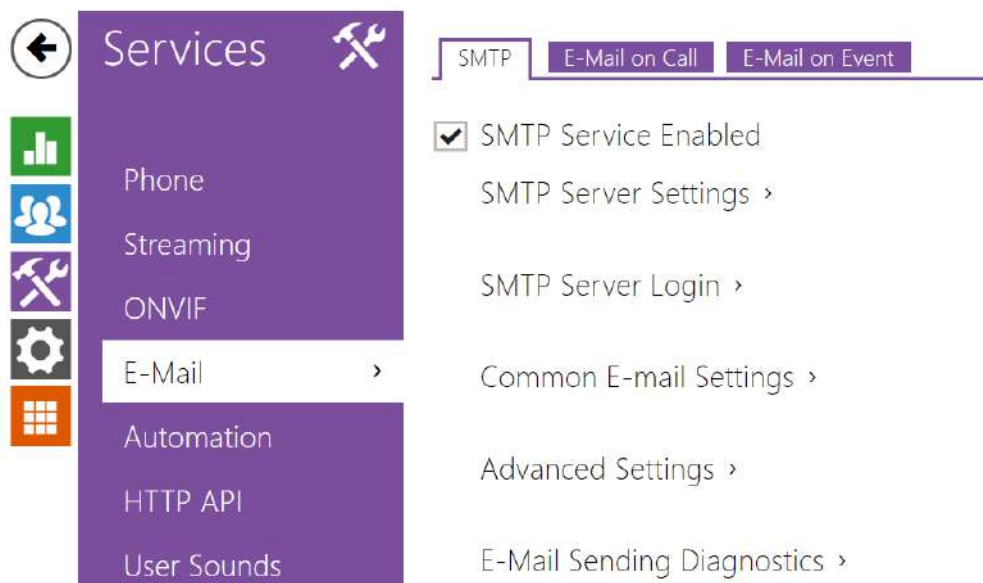 Services
Phone
Streaming
ONVIF
E-Mail
Automation
HTTP API
User Sounds
SMTP
E-Mail on Call
E-Mail on Event
SMTP Service Enabled
SMTP Server Settings ›
SMTP Server Login ›
Common E-mail Settings ›
Advanced Settings ›
E-Mail Sending Diagnostics ›